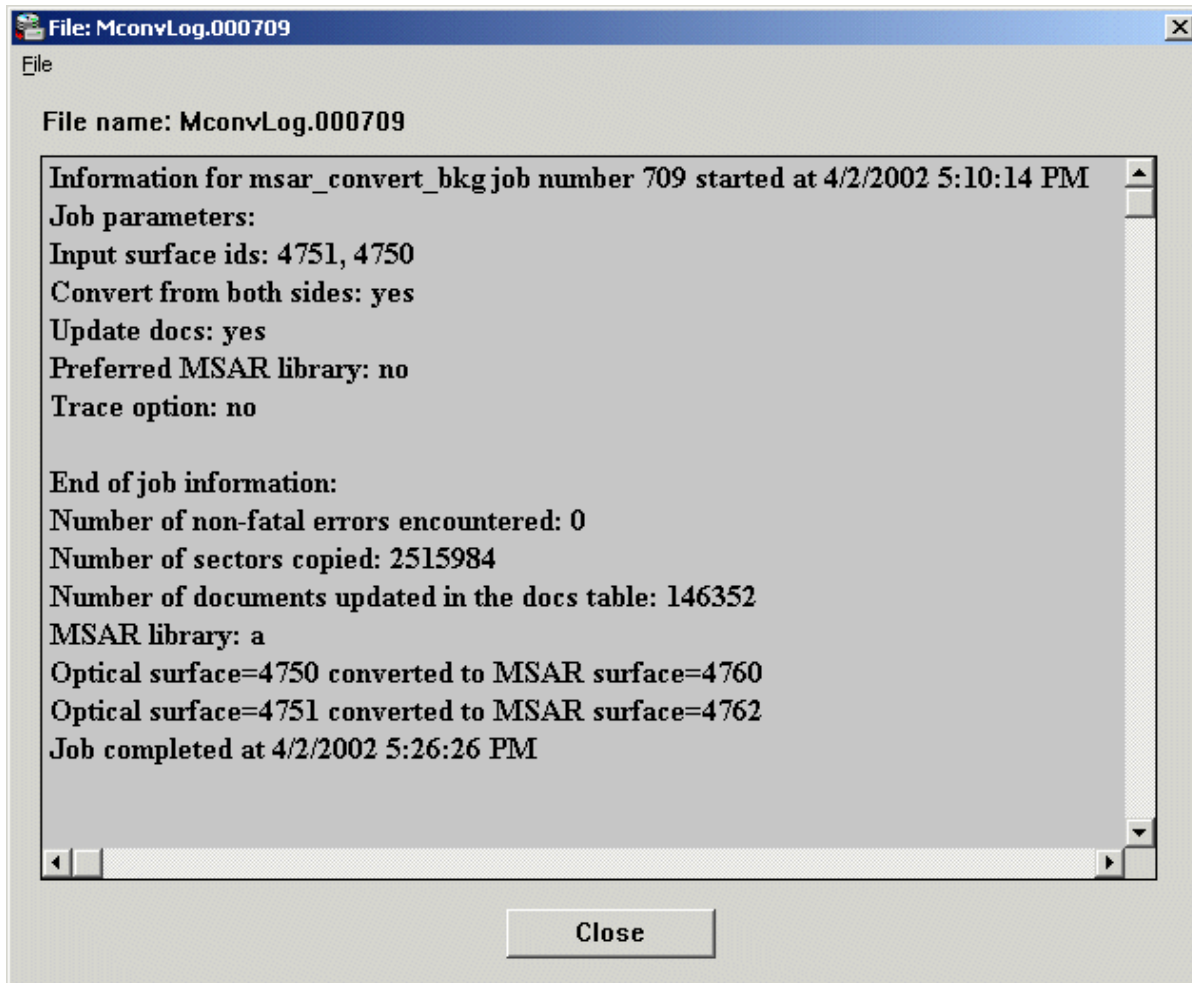 File: MconvLog.000709
File
File name: MconvLog.000709
Information for msar_convert_bkg job number 709 started at 4/2/2002 5:10:14 PM
Job parameters:
Input surface ids: 4751, 4750
Convert from both sides: yes
Update docs: yes
Preferred MSAR library: no
Trace option: no
End of job information:
Number of non-fatal errors encountered: 0
Number of sectors copied: 2515984
Number of documents updated in the docs table: 146352
MSAR library: a
Optical surface=4750 converted to MSAR surface=4760
Optical surface=4751 converted to MSAR surface=4762
Job completed at 4/2/2002 5:26:26 PM
Close